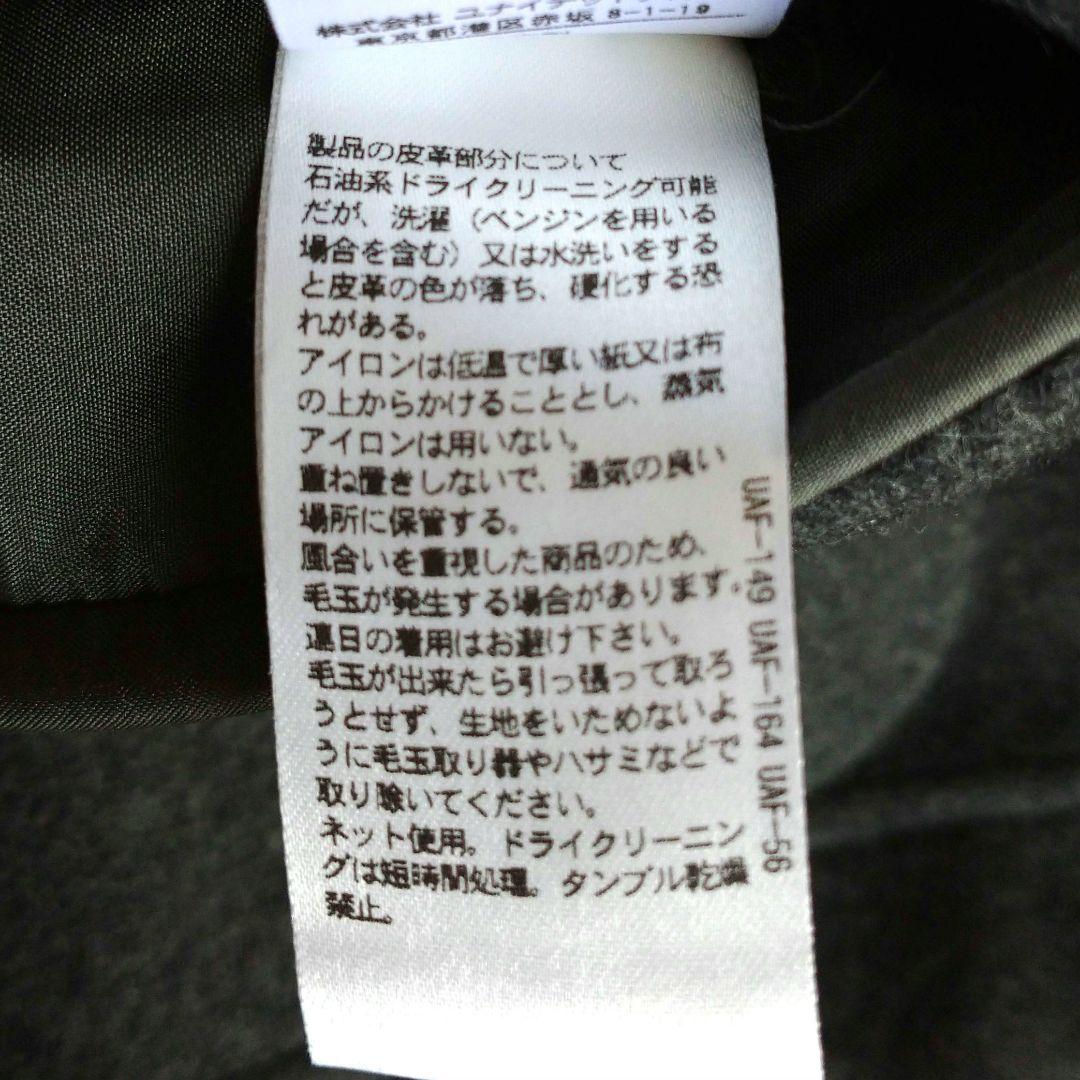 株式会社 ユナイテッド
東京都港区赤坂 8-1-19
製品の皮革部分について
石油系ドライクリーニング可能
だが、洗濯（ベンジンを用いる
場合を含む）又は水洗いをする
と皮革の色が落ち、硬化する恐
れがある。
アイロンは低温で厚い紙又は布
の上からかけることとし、蒸気
アイロンは用いない。
重ね置きしないで、通気の良い
場所に保管する。
風合いを重視した商品のため、
毛玉が発生する場合があります。
連日の着用はお避け下さい。
毛玉が出来たら引っ張って取ろ
うとせず、生地をいためないよ
うに毛玉取り器やハサミなどで
取り除いてください。
ネット使用。ドライクリーニン
グは短時間処理。タンブル乾燥
禁止。
UAF-149 UAF-164 UAF-56